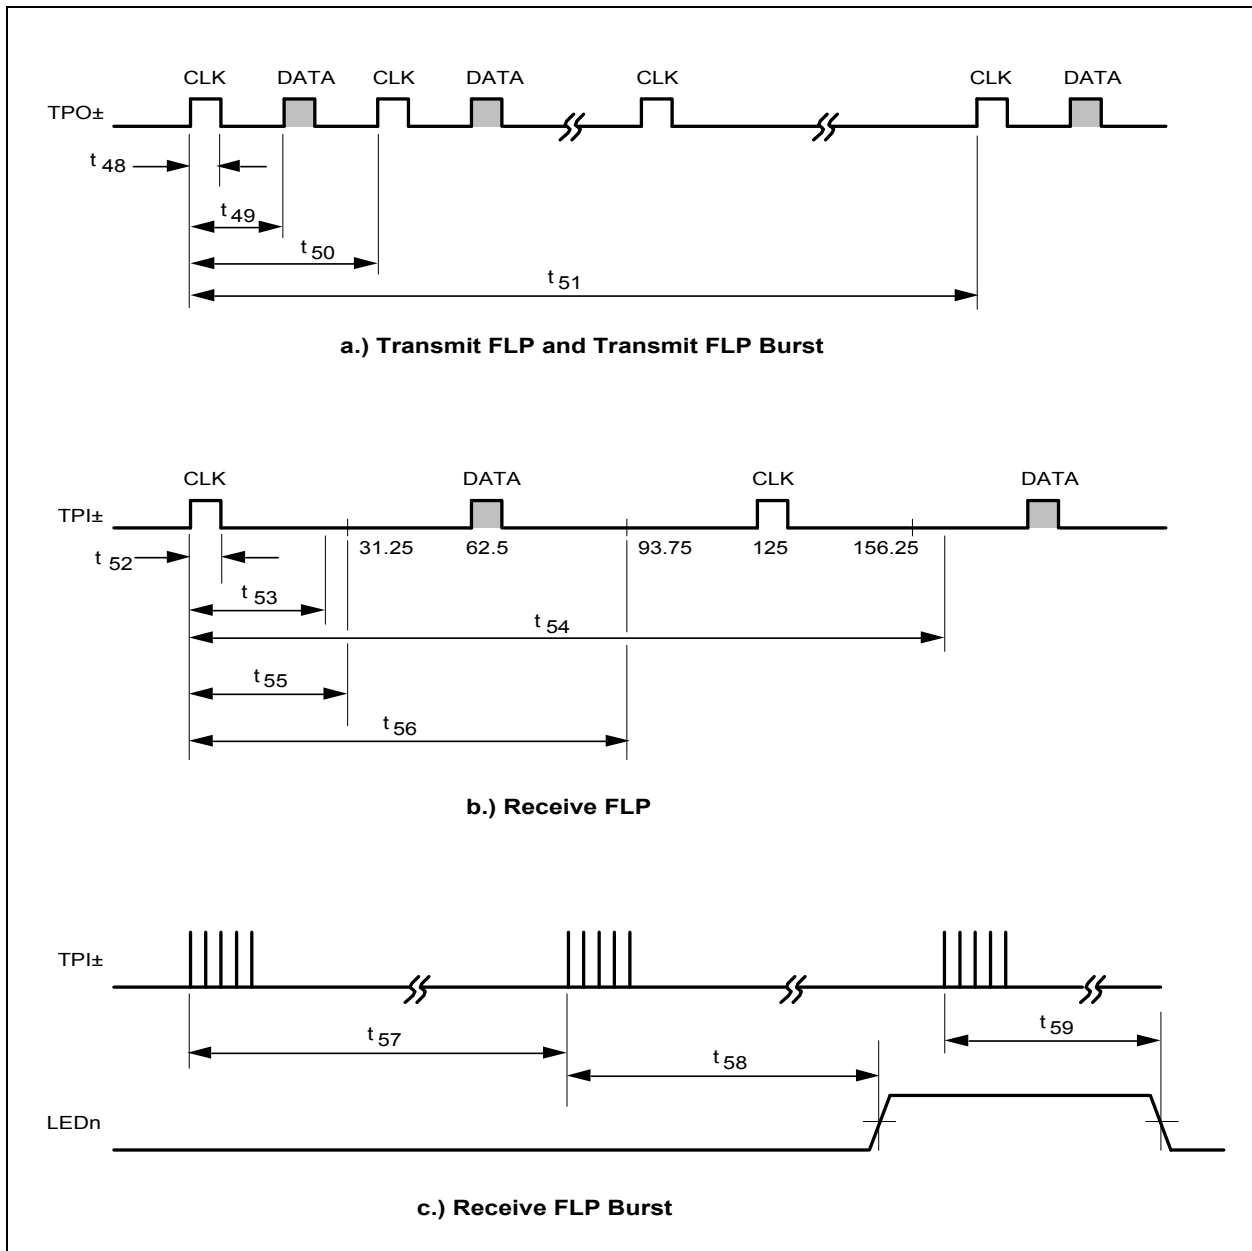 CLK DATA CLK DATA CLK CLK DATA
TPO±
t48
t49
t50
t51
a.) Transmit FLP and Transmit FLP Burst
CLK DATA CLK DATA
TPI±
31.25 62.5 93.75 125 156.25
t52
t53
t54
t55
t56
b.) Receive FLP
TPI±
t57
t59
t58
LEDn
c.) Receive FLP Burst